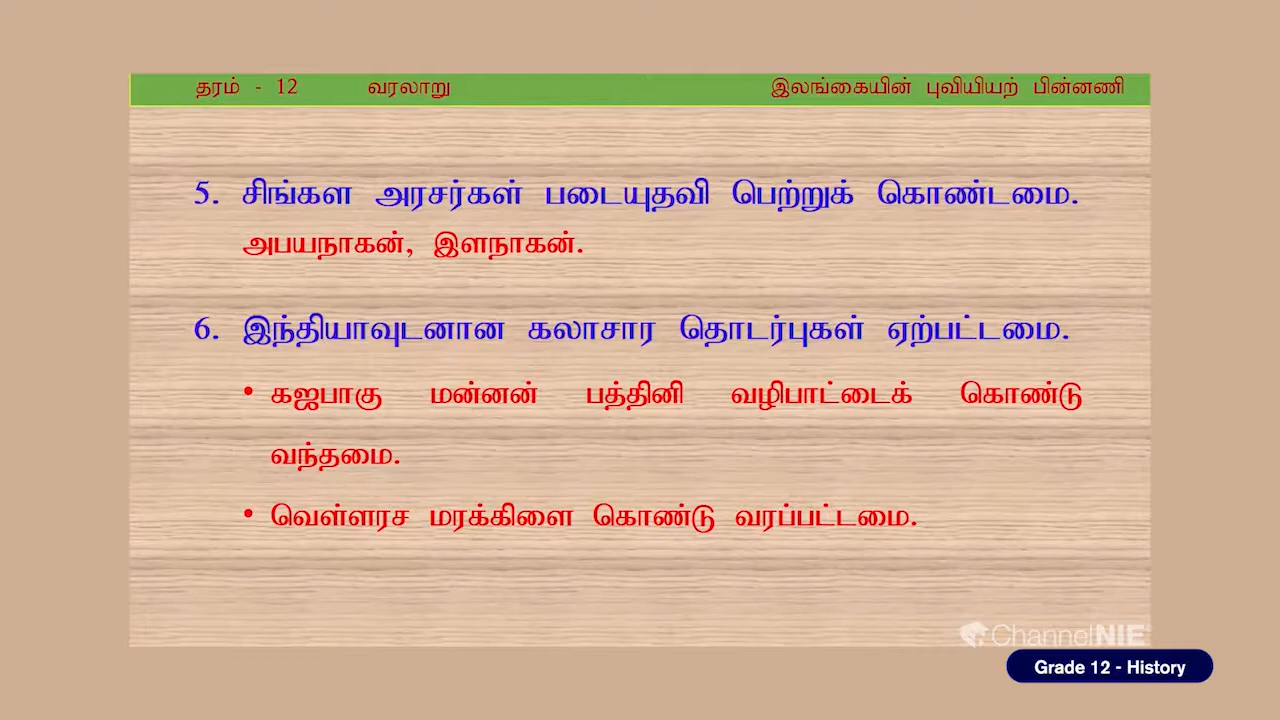 தரம் - 12 வரலாறு இலங்கையின் புவியியற் பின்னணி
5. சிங்கள அரசர்கள் படையுதவி பெற்றுக் கொண்டமை.
அபயநாகன், இளநாகன்.
6. இந்தியாவுடனான கலாசார தொடர்புகள் ஏற்பட்டமை.
• கஜபாகு மன்னன் பத்தினி வழிபாட்டைக் கொண்டு
வந்தமை.
• வெள்ளரச மரக்கிளை கொண்டு வரப்பட்டமை.
ChannelNIE
Grade 12 - History